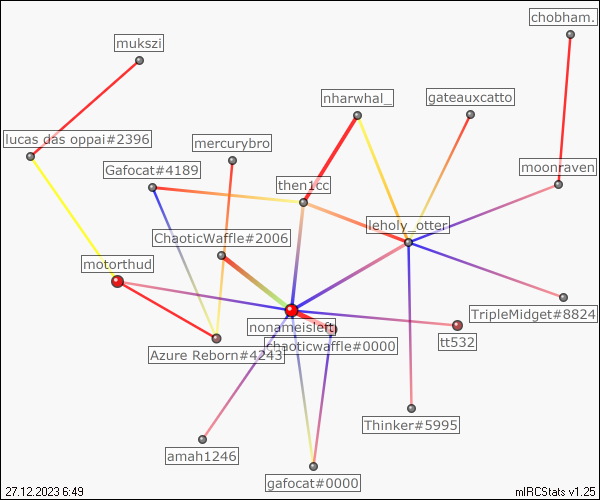 chobham.
mukszi
nharwhal_
gateauxcatto
lucas das oppai#2396
mercurybro
Gafocat#4189
moonraven
then1cc
leholy_otter
ChaoticWaffle#2006
motorthud
TripleMidget#8824
nonameisleft
tt532
chaoticwaffle#0000
Azure Reborn#4243
Thinker#5995
amah1246
gafocat#0000
27.12.2023 6:49
mIRCStats v1.25